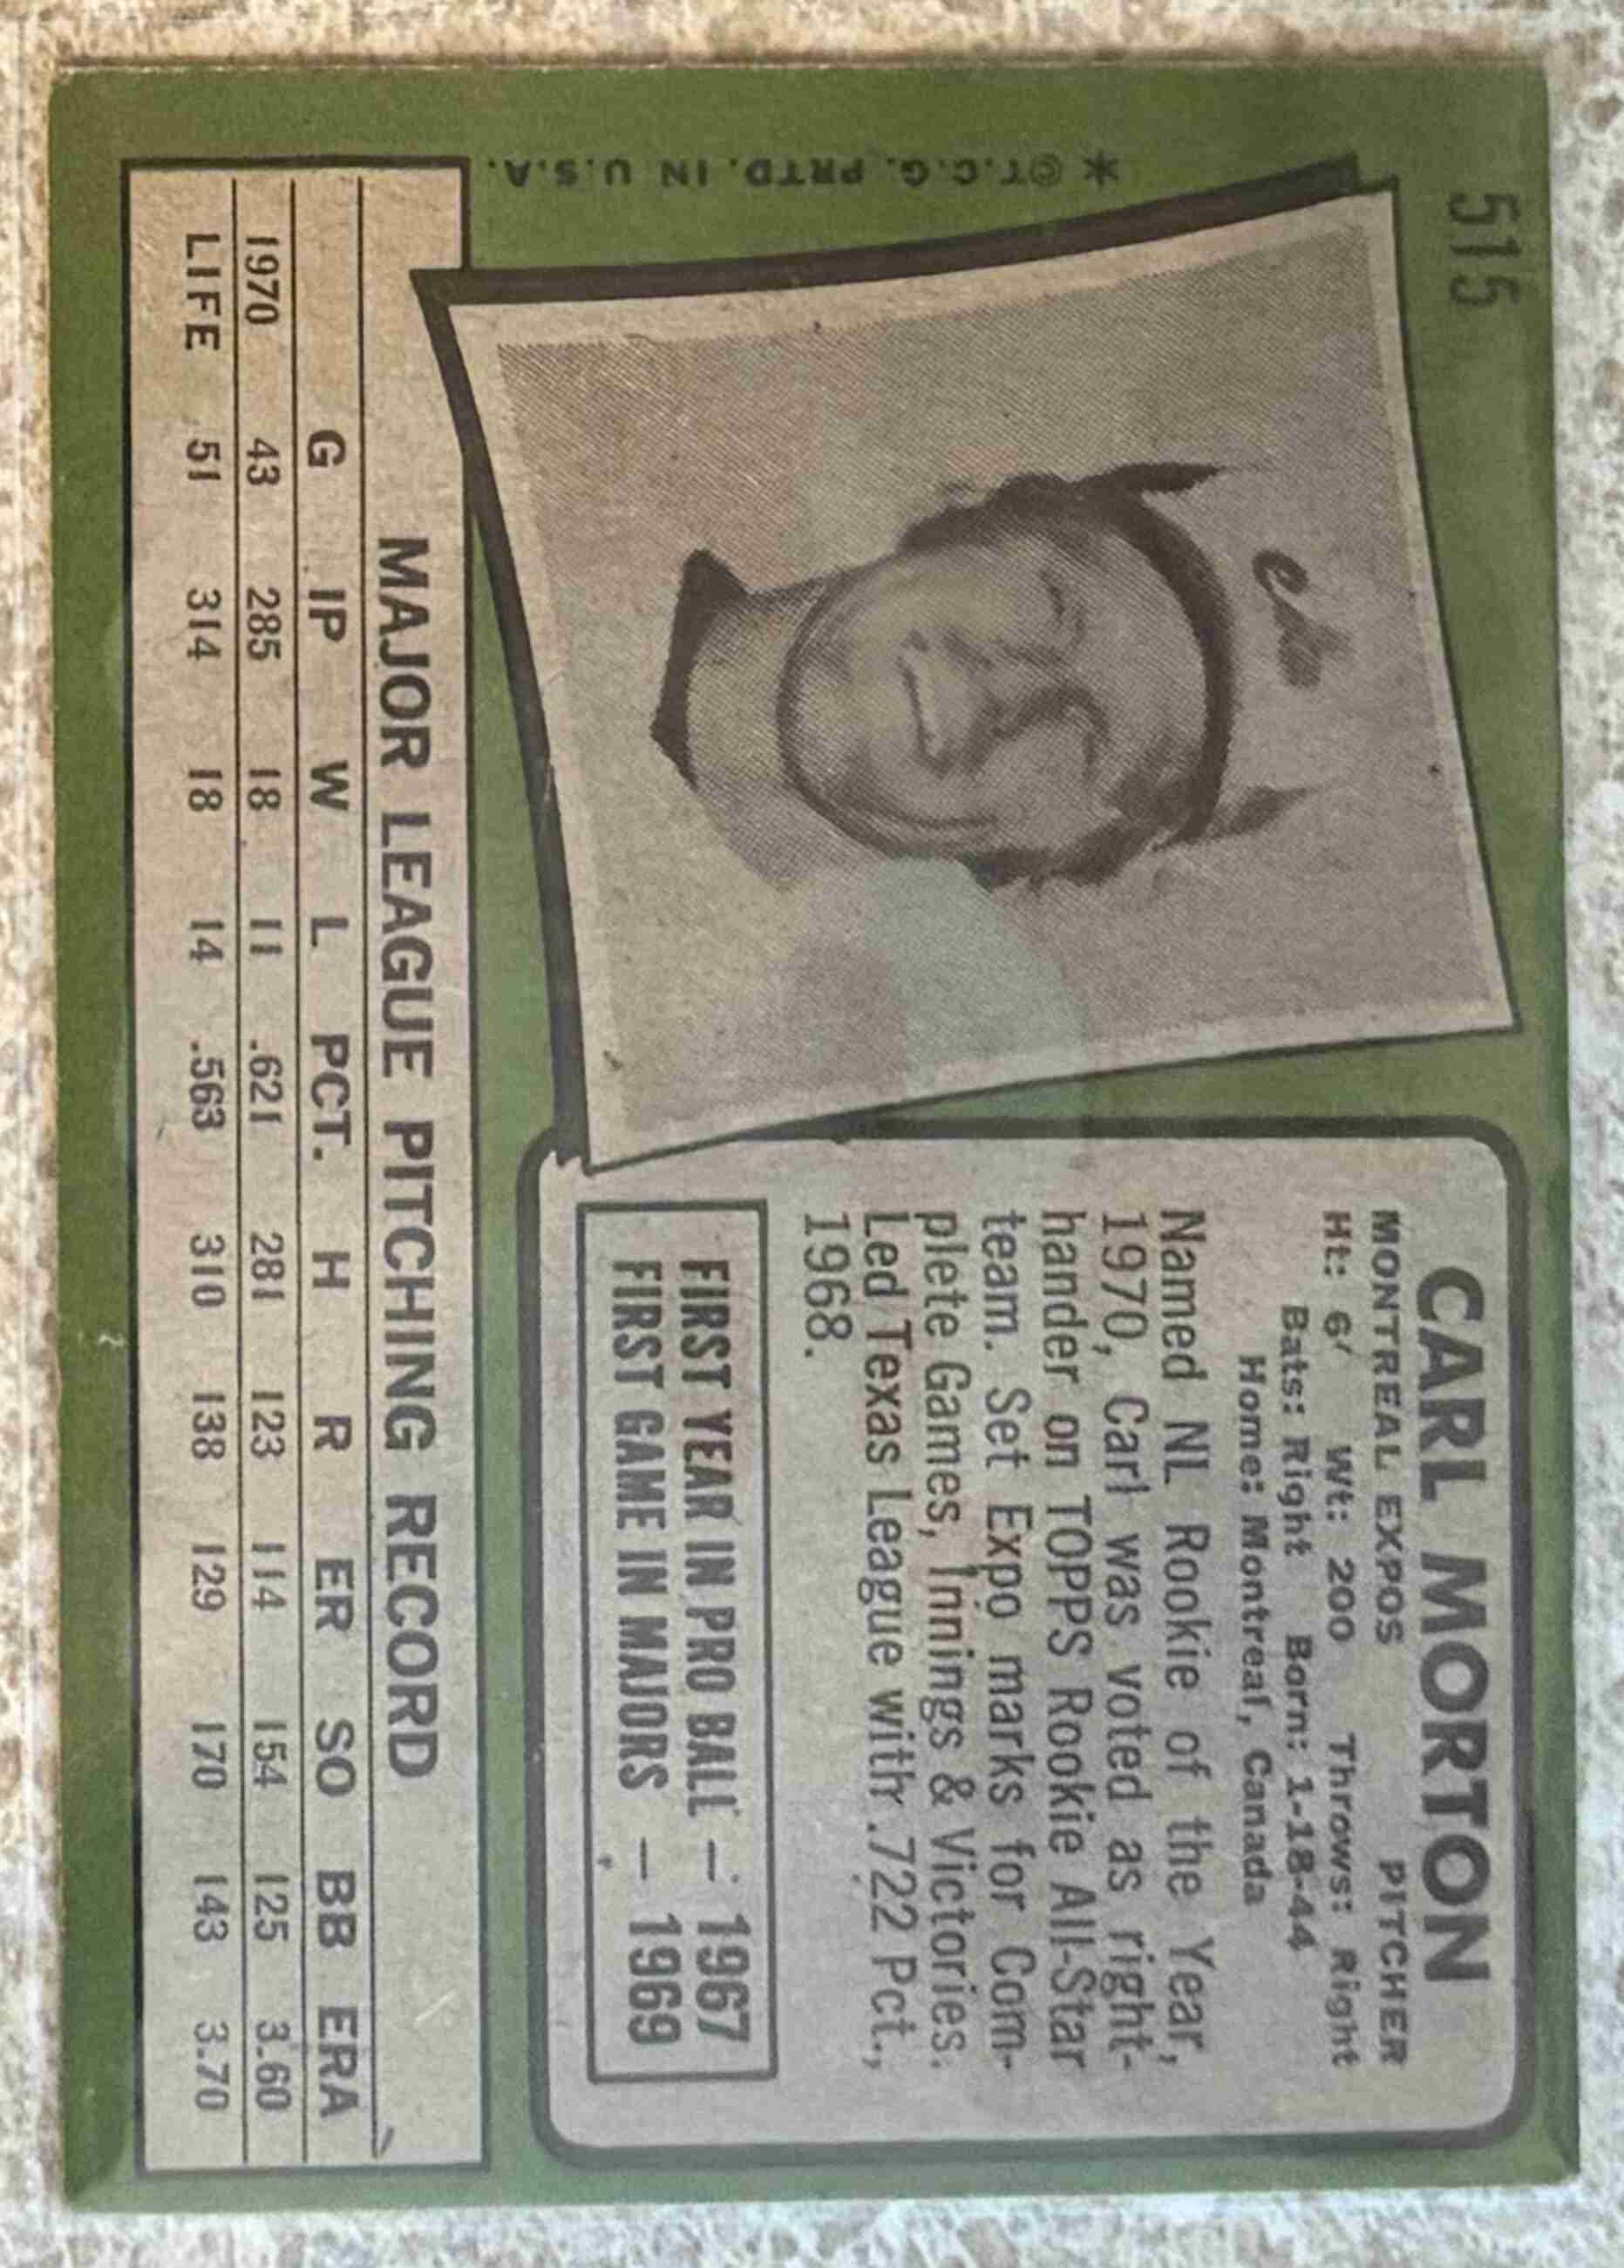 515
CARL MORTON
MONTREAL EXPOS PITCHER
Ht: 6' Wt: 200 Throws: Right
Bats: Right Born: 1-18-44
Home: Montreal, Canada
Named NL Rookie of the Year,
1970, Carl was voted as right-
hander on TOPPS Rookie All-Star
team. Set Expo marks for Com-
plete Games, Innings & Victories.
Led Texas League with .722 Pct.,
1968.
FIRST YEAR IN PRO BALL — 1967
FIRST GAME IN MAJORS — 1969
* ©T.C.G. PRTD. IN U.S.A.
MAJOR LEAGUE PITCHING RECORD
G IP W L PCT. H R ER SO BB ERA
1970 43 285 18 11 .621 281 123 114 154 125 3.60
LIFE 51 314 18 14 .563 310 138 129 170 143 3.70
eb